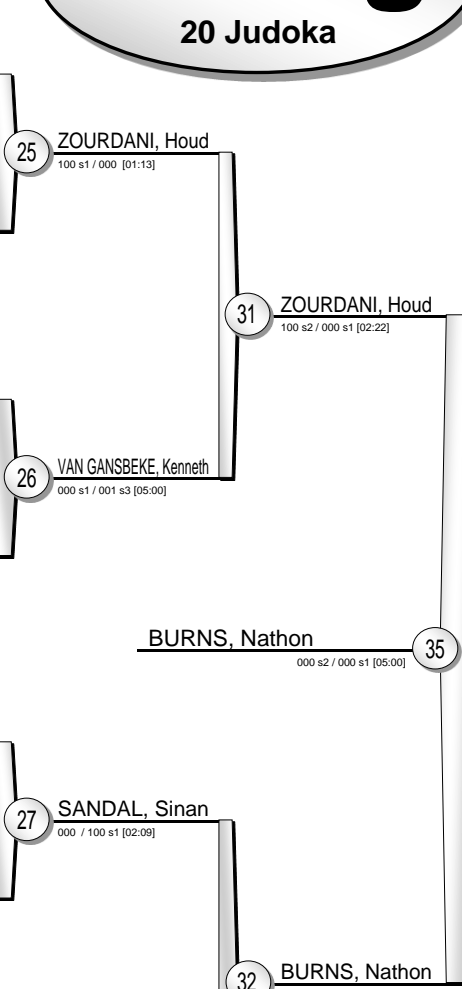 20 Judoka
25
ZOURDANI, Houd
100 s1 / 000 [01:13]
31
ZOURDANI, Houd
100 s2 / 000 s1 [02:22]
26
VAN GANSBEKE, Kenneth
000 s1 / 001 s3 [05:00]
BURNS, Nathon
35
000 s2 / 000 s1 [05:00]
27
SANDAL, Sinan
000 / 100 s1 [02:09]
32
BURNS, Nathon